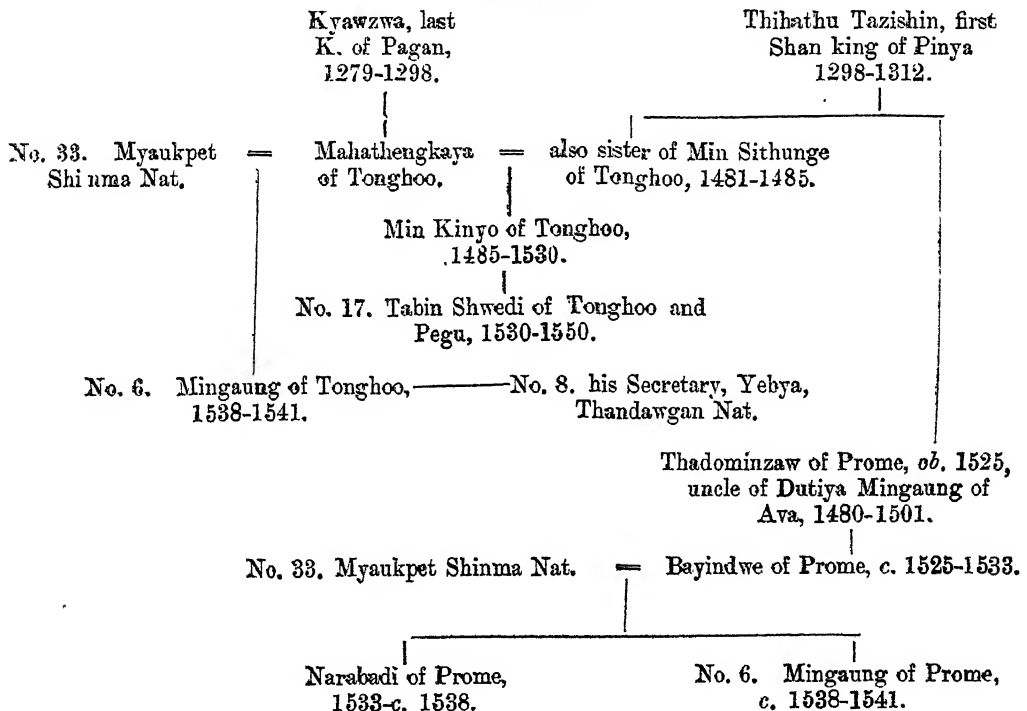 Kyawzwa, last
K. of Pagan,
1279-1298.
Thihathu Tazishin, first
Shan king of Pinya
1298-1312.
No. 33. Myaukpet
Shinma Nat.
=
Mahathengkaya
of Tonghoo.
=
also sister of Min Sithunge
of Tonghoo, 1481-1485.
Min Kinyo of Tonghoo,
1485-1530.
No. 17. Tabin Shwedi of Tonghoo and
Pegu, 1530-1550.
No. 6. Mingaung of Tonghoo,
1538-1541.
No. 8. his Secretary, Yebya,
Thandawgan Nat.
Thadominzaw of Prome, ob. 1525,
uncle of Dutiya Mingaung of
Ava, 1480-1501.
No. 33. Myaukpet Shinma Nat. = Bayindwe of Prome, c. 1525-1533.
Narabadi of Prome,
1533-c. 1538.
No. 6. Mingaung of Prome,
c. 1538-1541.